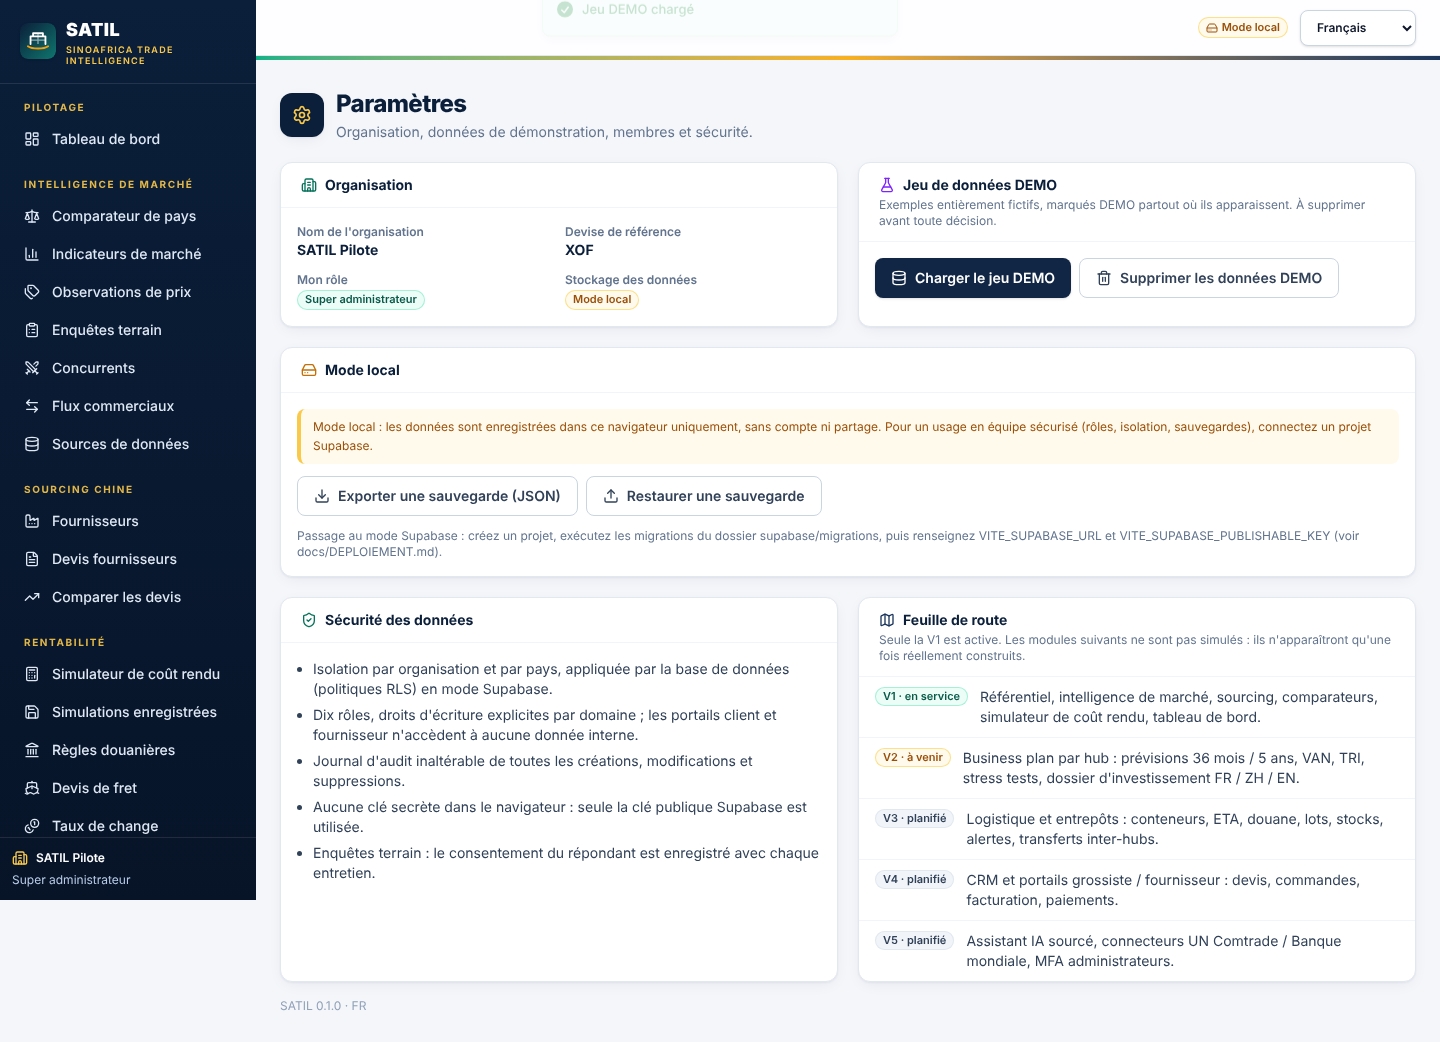 SATIL
SINOAFRICA TRADE
INTELLIGENCE
PILOTAGE
Tableau de bord
INTELLIGENCE DE MARCHÉ
Comparateur de pays
Indicateurs de marché
Observations de prix
Enquêtes terrain
Concurrents
Flux commerciaux
Sources de données
SOURCING CHINE
Fournisseurs
Devis fournisseurs
Comparer les devis
RENTABILITÉ
Simulateur de coût rendu
Simulations enregistrées
Règles douanières
Devis de fret
Taux de change
SATIL Pilote
Super administrateur
Jeu DEMO chargé
Mode local
Français
Paramètres
Organisation, données de démonstration, membres et sécurité.
Organisation
Nom de l'organisation
SATIL Pilote
Devise de référence
XOF
Mon rôle
Super administrateur
Stockage des données
Mode local
Jeu de données DEMO
Exemples entièrement fictifs, marqués DEMO partout où ils apparaissent. À supprimer
avant toute décision.
Charger le jeu DEMO
Supprimer les données DEMO
Mode local
Mode local : les données sont enregistrées dans ce navigateur uniquement, sans compte ni partage. Pour un usage en équipe sécurisé (rôles, isolation, sauvegardes), connectez un projet
Supabase.
Exporter une sauvegarde (JSON)
Restaurer une sauvegarde
Passage au mode Supabase : créez un projet, exécutez les migrations du dossier supabase/migrations, puis renseignez VITE_SUPABASE_URL et VITE_SUPABASE_PUBLISHABLE_KEY (voir
docs/DEPLOIEMENT.md).
Sécurité des données
Isolation par organisation et par pays, appliquée par la base de données
(politiques RLS) en mode Supabase.
Dix rôles, droits d'écriture explicites par domaine ; les portails client et
fournisseur n'accèdent à aucune donnée interne.
Journal d'audit inaltérable de toutes les créations, modifications et
suppressions.
Aucune clé secrète dans le navigateur : seule la clé publique Supabase est
utilisée.
Enquêtes terrain : le consentement du répondant est enregistré avec chaque
entretien.
Feuille de route
Seule la V1 est active. Les modules suivants ne sont pas simulés : ils n'apparaîtront qu'une
fois réellement construits.
V1 · en service
Référentiel, intelligence de marché, sourcing, comparateurs,
simulateur de coût rendu, tableau de bord.
V2 · à venir
Business plan par hub : prévisions 36 mois / 5 ans, VAN, TRI,
stress tests, dossier d'investissement FR / ZH / EN.
V3 · planifié
Logistique et entrepôts : conteneurs, ETA, douane, lots, stocks,
alertes, transferts inter-hubs.
V4 · planifié
CRM et portails grossiste / fournisseur : devis, commandes,
facturation, paiements.
V5 · planifié
Assistant IA sourcé, connecteurs UN Comtrade / Banque
mondiale, MFA administrateurs.
SATIL 0.1.0 · FR